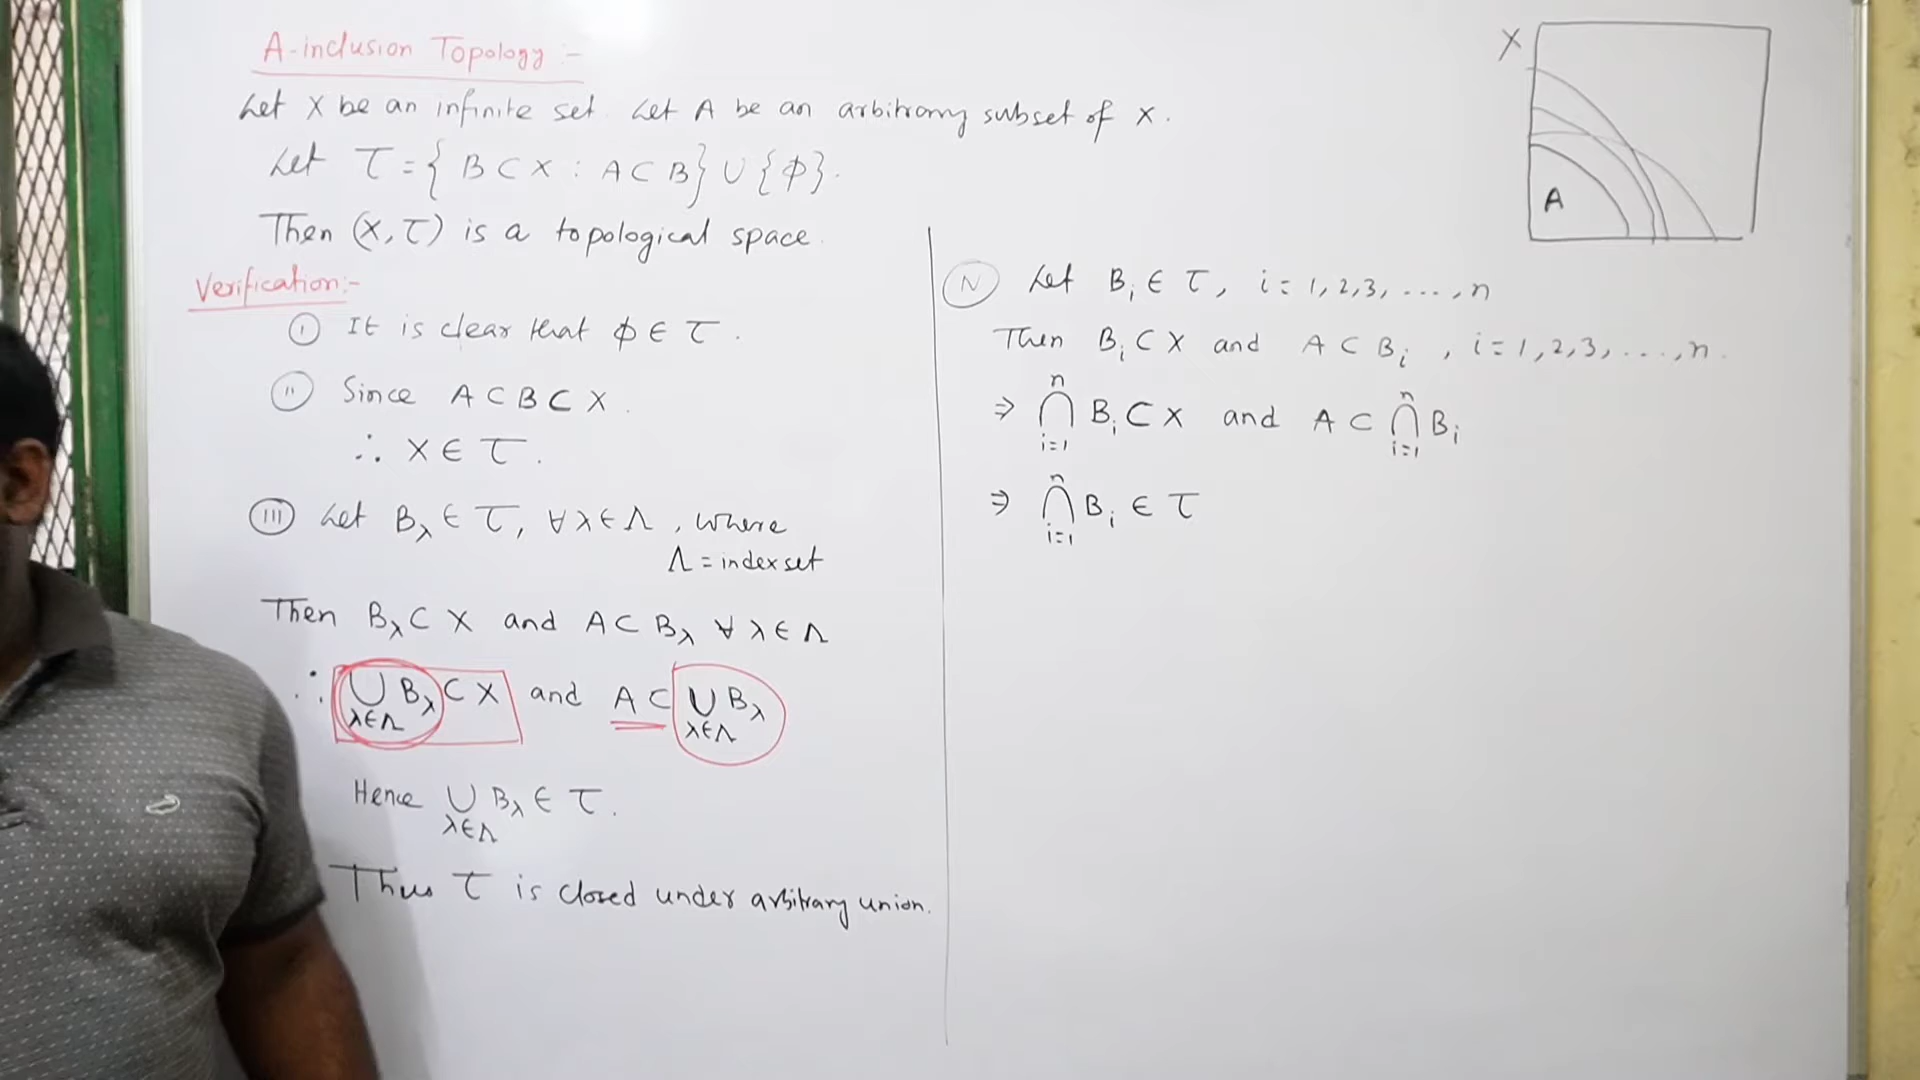 A-inclusion Topology :-
Let X be an infinite set. Let A be an arbitrary subset of X.
Let τ = { B ⊂ X : A ⊂ B } ∪ {ϕ}.
Then (X, τ) is a topological space.
Verification:-
(I) It is clear that ϕ ∈ τ.
(II) Since A ⊂ B ⊂ X.
∴ X ∈ τ.
(III) Let B_λ ∈ τ, ∀ λ ∈ Λ, where
Λ = index set
Then B_λ ⊂ X and A ⊂ B_λ ∀ λ ∈ Λ
∴ ∪_{λ∈Λ} B_λ ⊂ X and A ⊂ ∪_{λ∈Λ} B_λ
Hence ∪_{λ∈Λ} B_λ ∈ τ.
Thus τ is closed under arbitrary union.
(IV) Let B_i ∈ τ, i = 1, 2, 3, ..., n
Then B_i ⊂ X and A ⊂ B_i, i = 1, 2, 3, ..., n.
⇒ ∩_{i=1}^{n} B_i ⊂ X and A ⊂ ∩_{i=1}^{n} B_i
⇒ ∩_{i=1}^{n} B_i ∈ τ
X
A